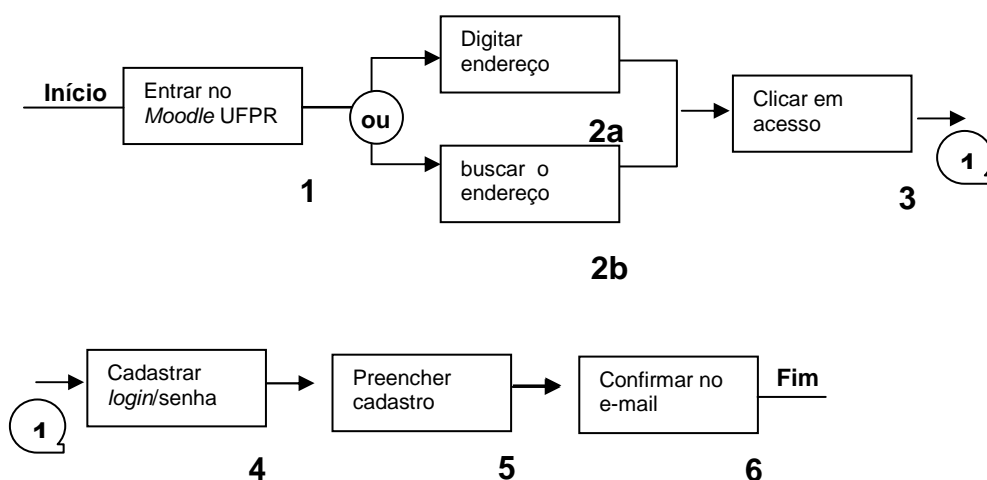 Início
Entrar no
Moodle UFPR
1
ou
Digitar
endereço
2a
buscar o
endereço
2b
Clicar em
acesso
3
1
1
Cadastrar
login/senha
4
Preencher
cadastro
5
Confirmar no
e-mail
6
Fim